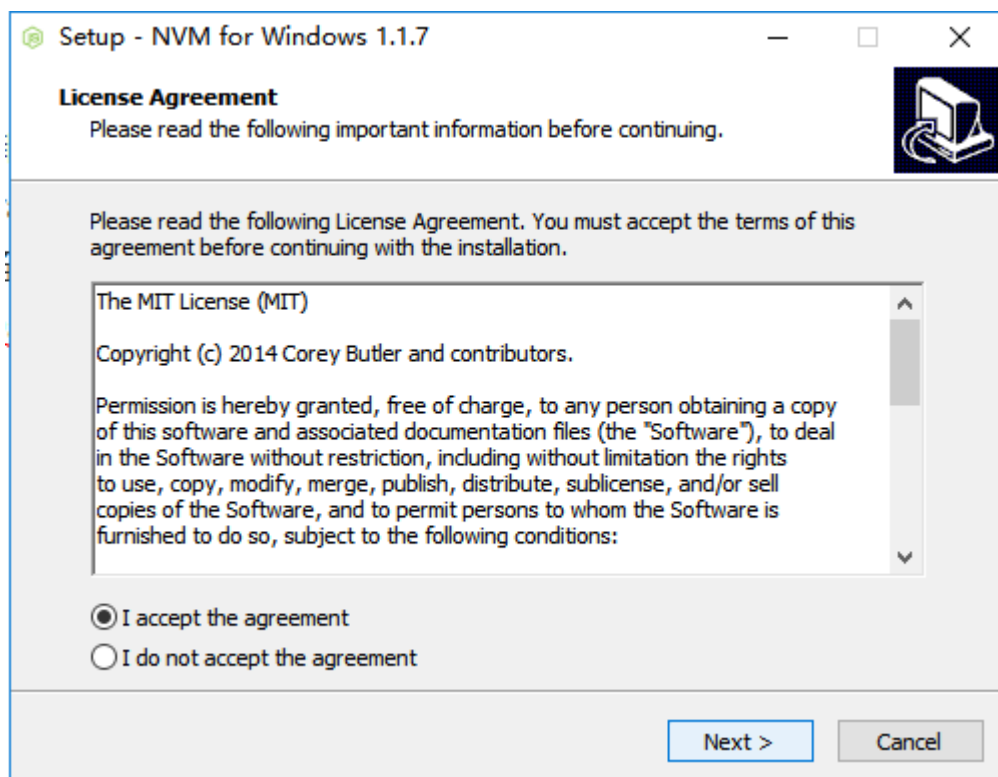 Setup - NVM for Windows 1.1.7
License Agreement
Please read the following important information before continuing.
Please read the following License Agreement. You must accept the terms of this
agreement before continuing with the installation.
The MIT License (MIT)
Copyright (c) 2014 Corey Butler and contributors.
Permission is hereby granted, free of charge, to any person obtaining a copy
of this software and associated documentation files (the "Software"), to deal
in the Software without restriction, including without limitation the rights
to use, copy, modify, merge, publish, distribute, sublicense, and/or sell
copies of the Software, and to permit persons to whom the Software is
furnished to do so, subject to the following conditions:
I accept the agreement
I do not accept the agreement
Next >
Cancel